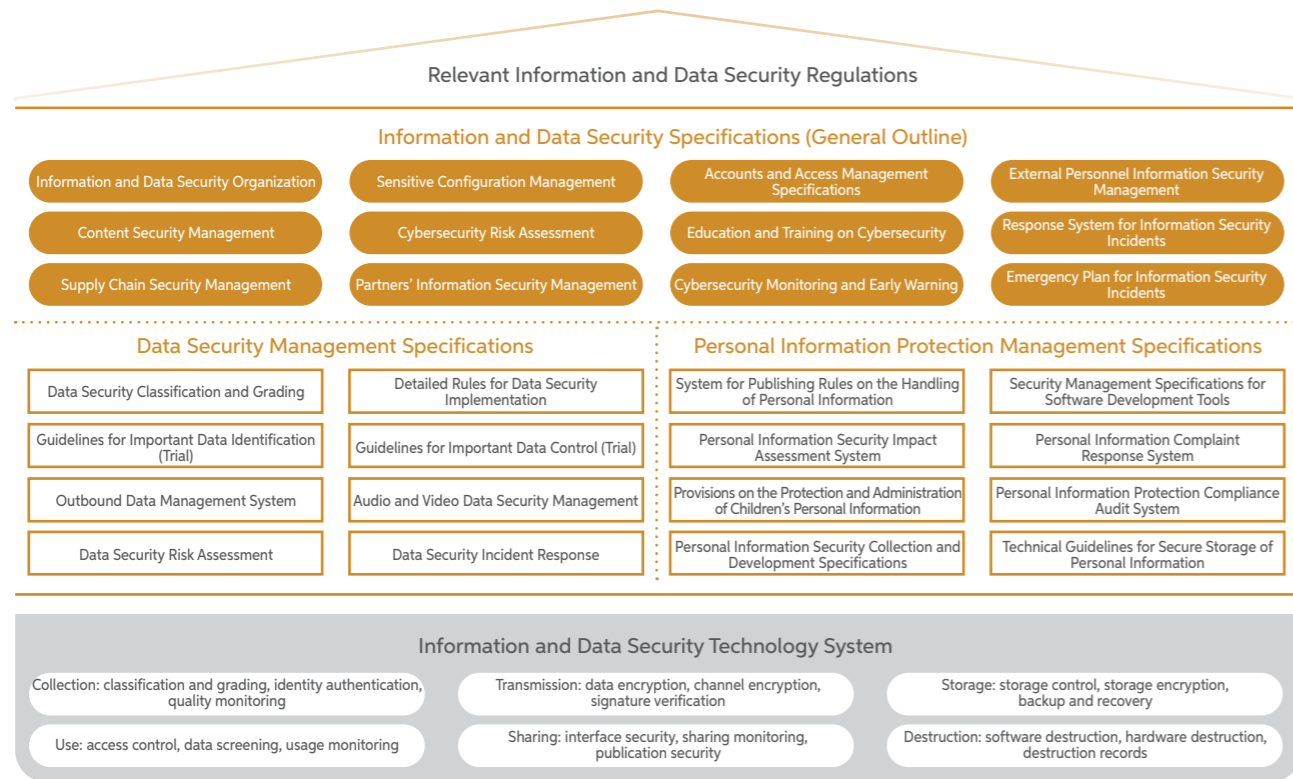 Relevant Information and Data Security Regulations
Information and Data Security Specifications (General Outline)
Information and Data Security Organization
Sensitive Configuration Management
Accounts and Access Management
Specifications
External Personnel Information Security
Management
Content Security Management
Cybersecurity Risk Assessment
Education and Training on Cybersecurity
Response System for Information Security
Incidents
Supply Chain Security Management
Partners' Information Security Management
Cybersecurity Monitoring and Early Warning
Emergency Plan for Information Security
Incidents
Data Security Management Specifications
Data Security Classification and Grading
Detailed Rules for Data Security
Implementation
Guidelines for Important Data Identification
(Trial)
Guidelines for Important Data Control (Trial)
Outbound Data Management System
Audio and Video Data Security Management
Data Security Risk Assessment
Data Security Incident Response
Personal Information Protection Management Specifications
System for Publishing Rules on the Handling
of Personal Information
Security Management Specifications for
Software Development Tools
Personal Information Security Impact
Assessment System
Personal Information Complaint
Response System
Provisions on the Protection and Administration
of Children's Personal Information
Personal Information Protection Compliance
Audit System
Personal Information Security Collection and
Development Specifications
Technical Guidelines for Secure Storage of
Personal Information
Information and Data Security Technology System
Collection: classification and grading, identity authentication,
quality monitoring
Transmission: data encryption, channel encryption,
signature verification
Storage: storage control, storage encryption,
backup and recovery
Use: access control, data screening, usage monitoring
Sharing: interface security, sharing monitoring,
publication security
Destruction: software destruction, hardware destruction,
destruction records